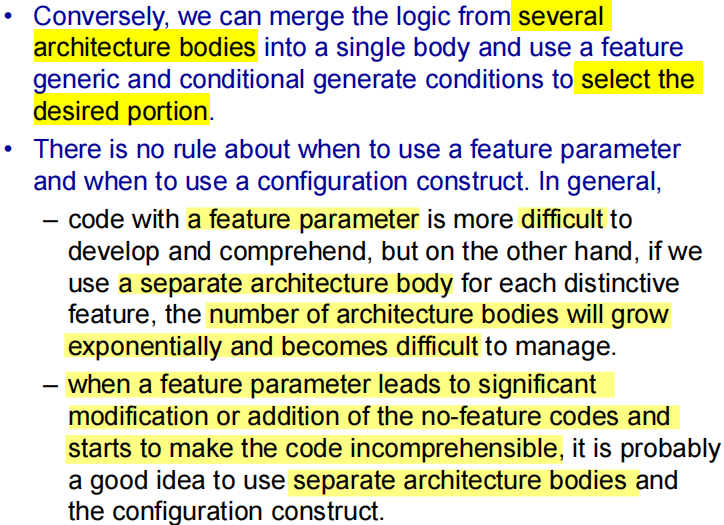 • Conversely, we can merge the logic from several
architecture bodies into a single body and use a feature
generic and conditional generate conditions to select the
desired portion.
• There is no rule about when to use a feature parameter
and when to use a configuration construct. In general,
– code with a feature parameter is more difficult to
develop and comprehend, but on the other hand, if we
use a separate architecture body for each distinctive
feature, the number of architecture bodies will grow
exponentially and becomes difficult to manage.
– when a feature parameter leads to significant
modification or addition of the no-feature codes and
starts to make the code incomprehensible, it is probably
a good idea to use separate architecture bodies and
the configuration construct.